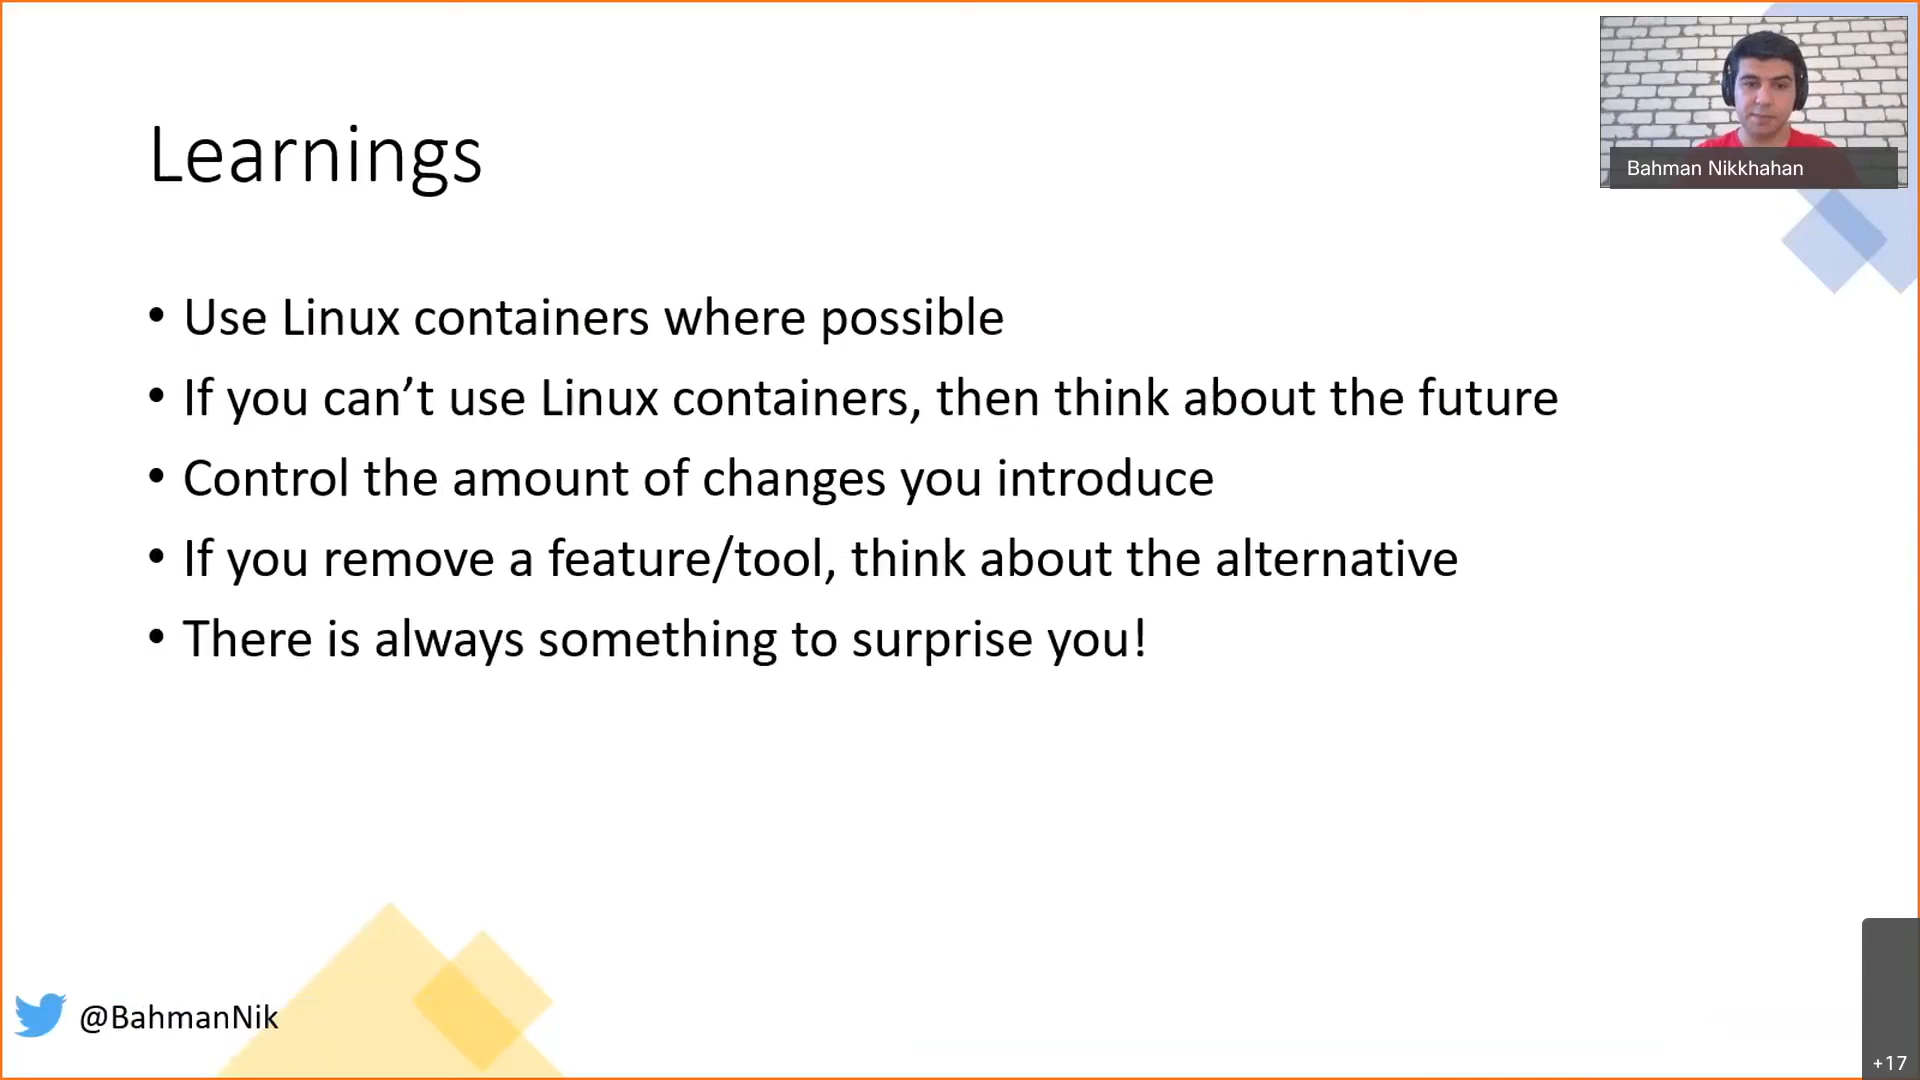 Learnings
Bahman Nikkhahan
• Use Linux containers where possible
• If you can’t use Linux containers, then think about the future
• Control the amount of changes you introduce
• If you remove a feature/tool, think about the alternative
• There is always something to surprise you!
@BahmanNik
+17